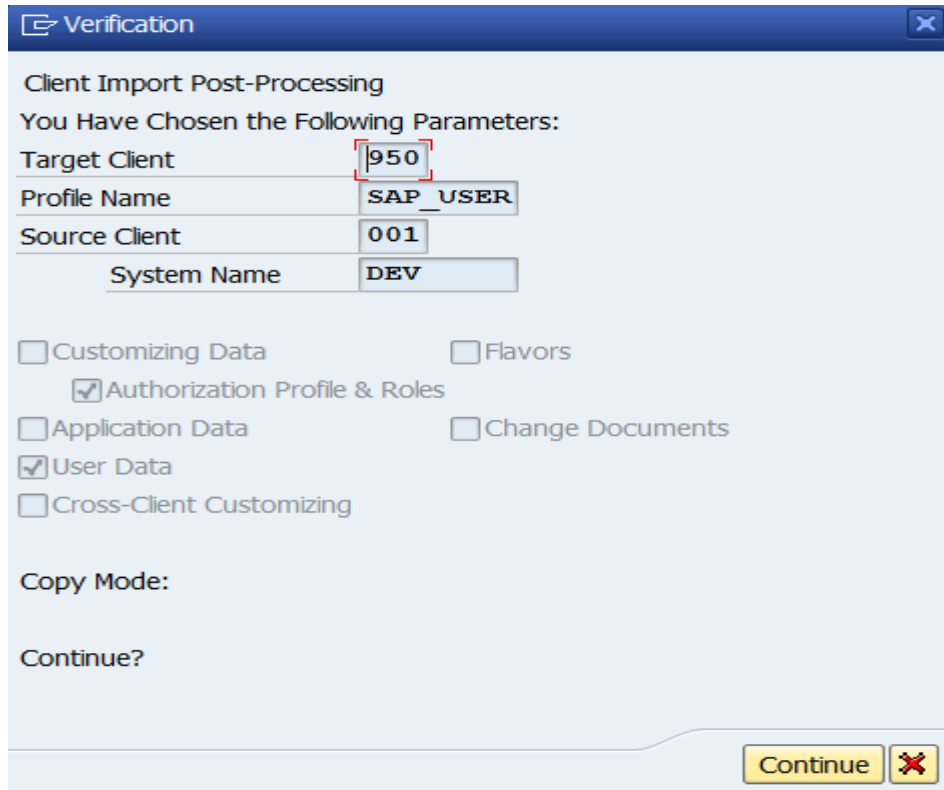 Verification
Client Import Post-Processing
You Have Chosen the Following Parameters:
Target Client 950
Profile Name SAP_USER
Source Client 001
System Name DEV
Customizing Data Flavors
Authorization Profile & Roles
Application Data Change Documents
User Data
Cross-Client Customizing
Copy Mode:
Continue?
Continue